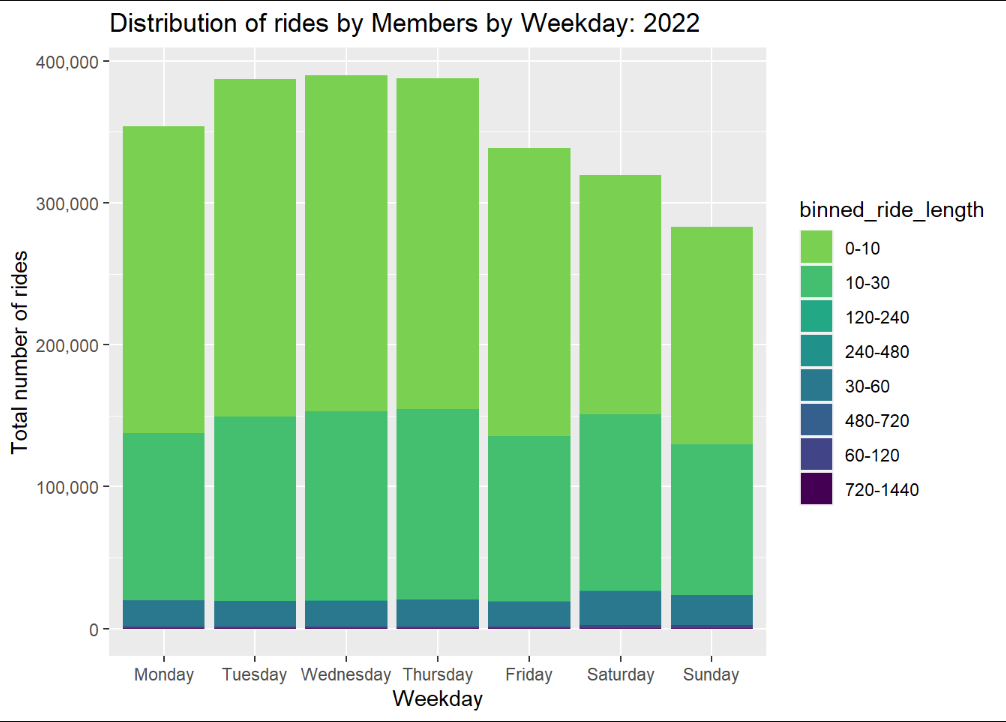 Distribution of rides by Members by Weekday: 2022
Total number of rides
400,000
300,000
200,000
100,000
0
Monday Tuesday Wednesday Thursday Friday Saturday Sunday
Weekday
binned_ride_length
0-10
10-30
120-240
240-480
30-60
480-720
60-120
720-1440